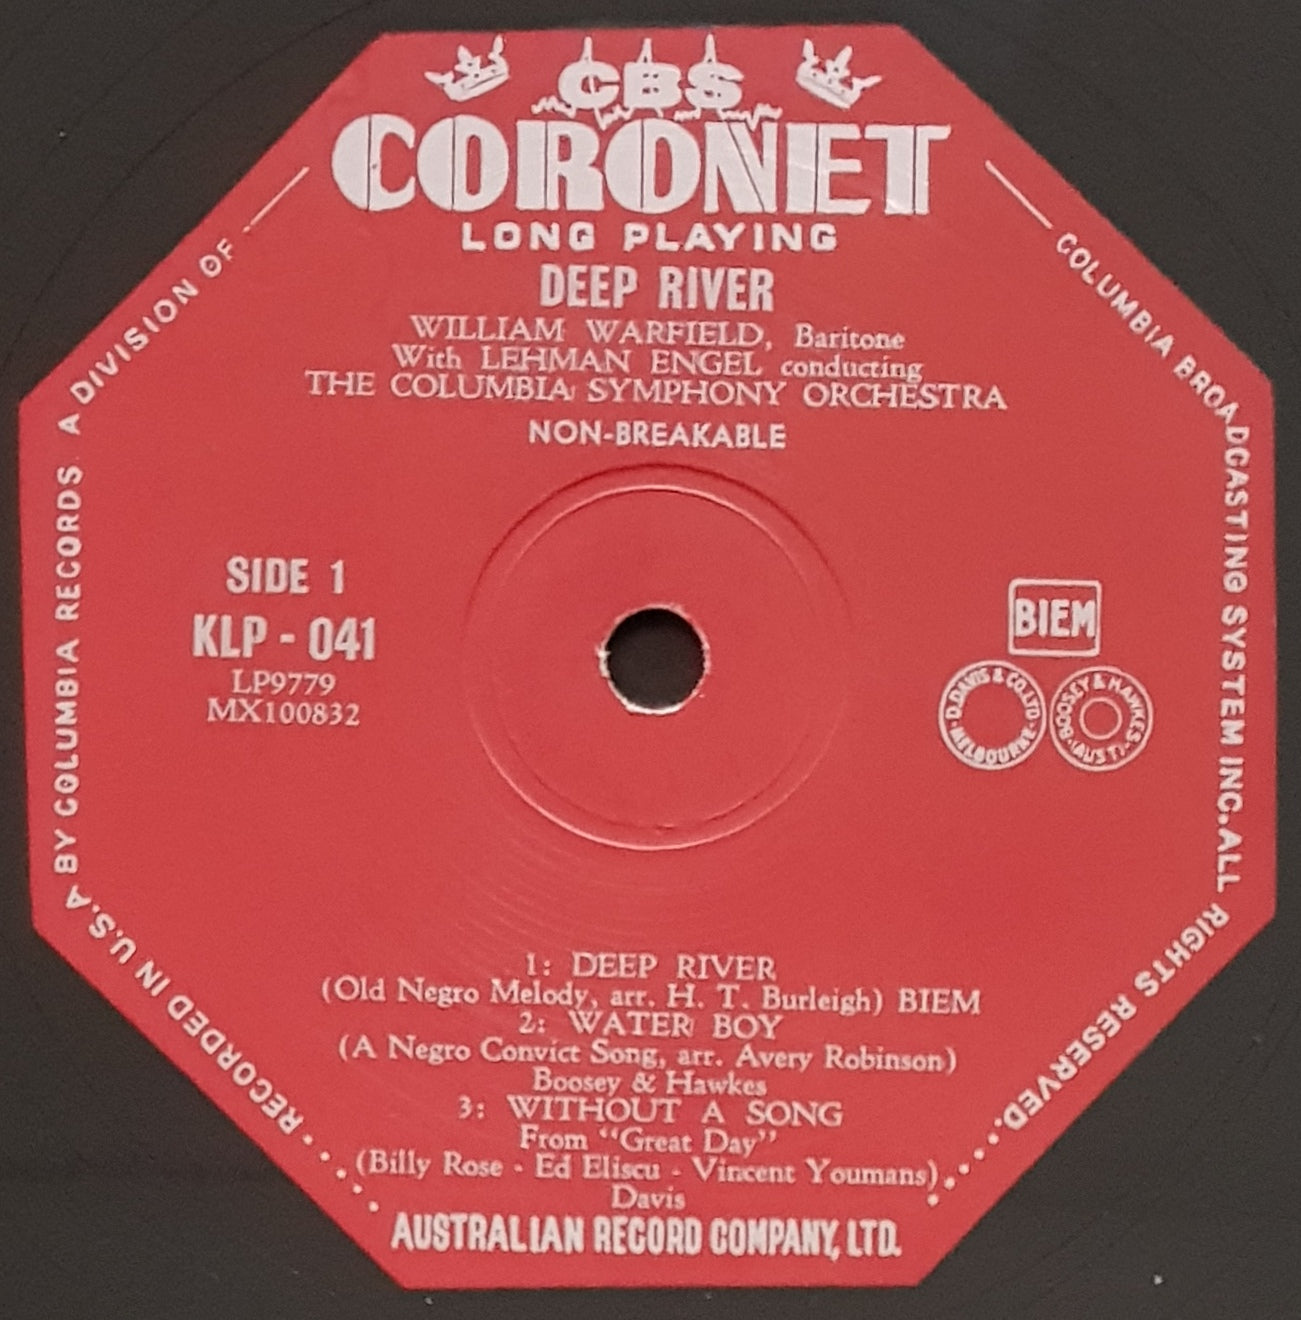 CBS
CORONET
LONG PLAYING
DEEP RIVER
WILLIAM WARFIELD, Baritone
With LEHMAN ENGEL conducting
THE COLUMBIA SYMPHONY ORCHESTRA
NON-BREAKABLE
SIDE 1
KLP - 041
LP9779
MX100832
BIEM
D.DAVIS & CO.LTD. MELBOURNE
BOOSEY & HAWKES (AUST)
1: DEEP RIVER
(Old Negro Melody, arr. H. T. Burleigh) BIEM
2: WATER BOY
(A Negro Convict Song, arr. Avery Robinson)
Boosey & Hawkes
3: WITHOUT A SONG
From "Great Day"
(Billy Rose - Ed Eliscu - Vincent Youmans)
Davis
AUSTRALIAN RECORD COMPANY, LTD.
..... RECORDED IN U.S.A BY COLUMBIA RECORDS. A DIVISION OF — — COLUMBIA BROADCASTING SYSTEM INC. ALL RIGHTS RESERVED.....